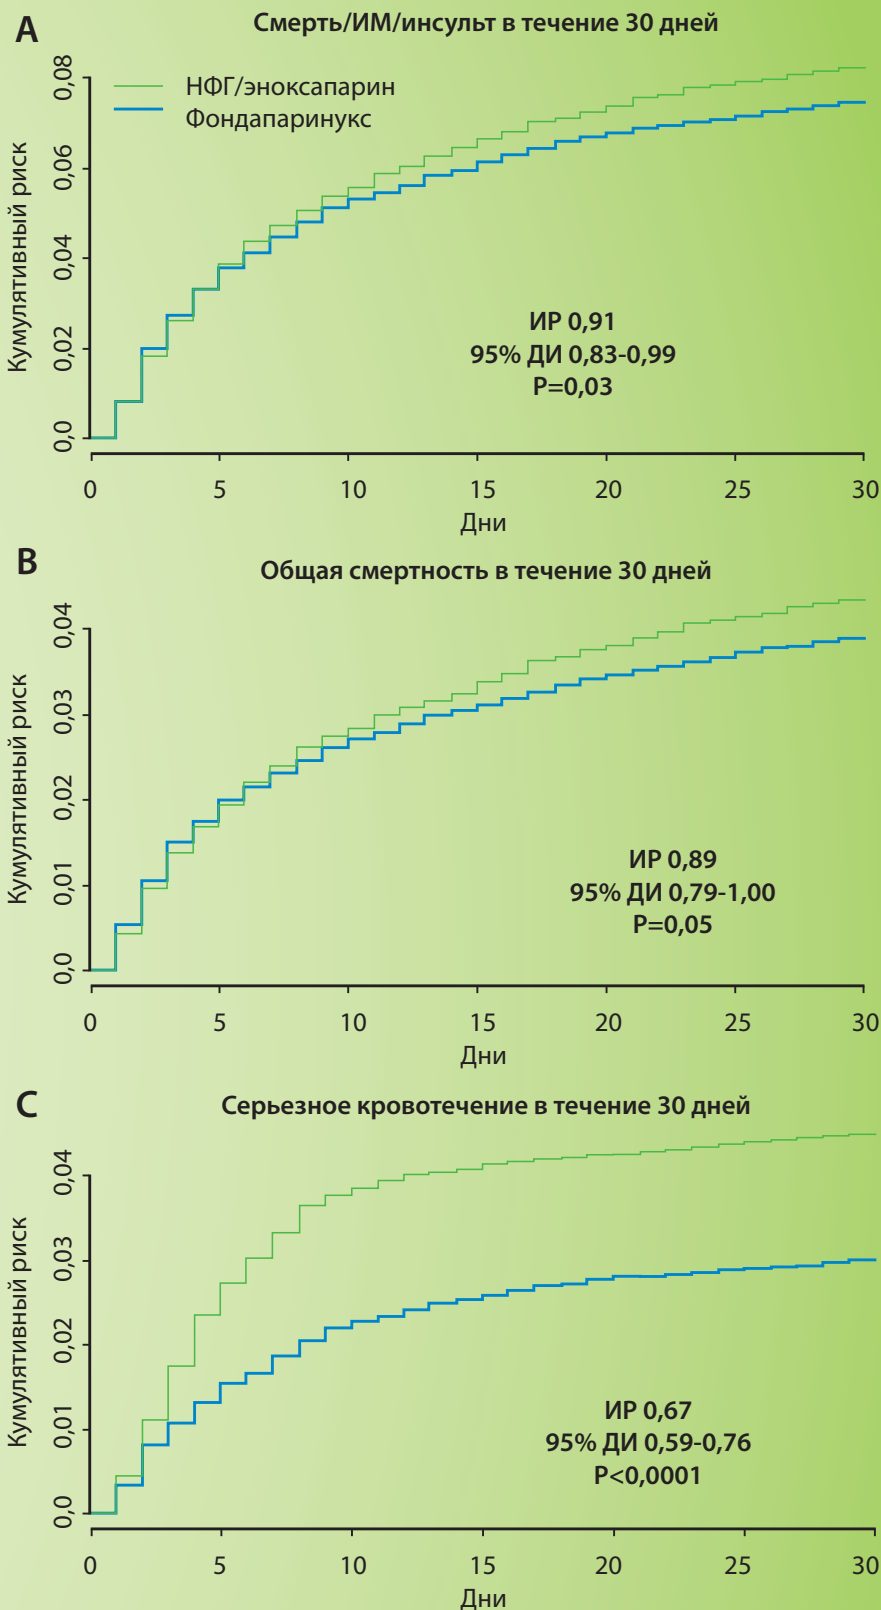 A
Смерть/ИМ/инсульт в течение 30 дней
НФГ/эноксапарин
Фондапаринукс
Кумулятивный риск
0,08
0,06
0,04
0,02
0,0
ИР 0,91
95% ДИ 0,83-0,99
P=0,03
0 5 10 15 20 25 30
Дни
B
Общая смертность в течение 30 дней
Кумулятивный риск
0,04
0,03
0,02
0,01
0,0
ИР 0,89
95% ДИ 0,79-1,00
P=0,05
0 5 10 15 20 25 30
Дни
C
Серьезное кровотечение в течение 30 дней
Кумулятивный риск
0,04
0,03
0,02
0,01
0,0
ИР 0,67
95% ДИ 0,59-0,76
P<0,0001
0 5 10 15 20 25 30
Дни